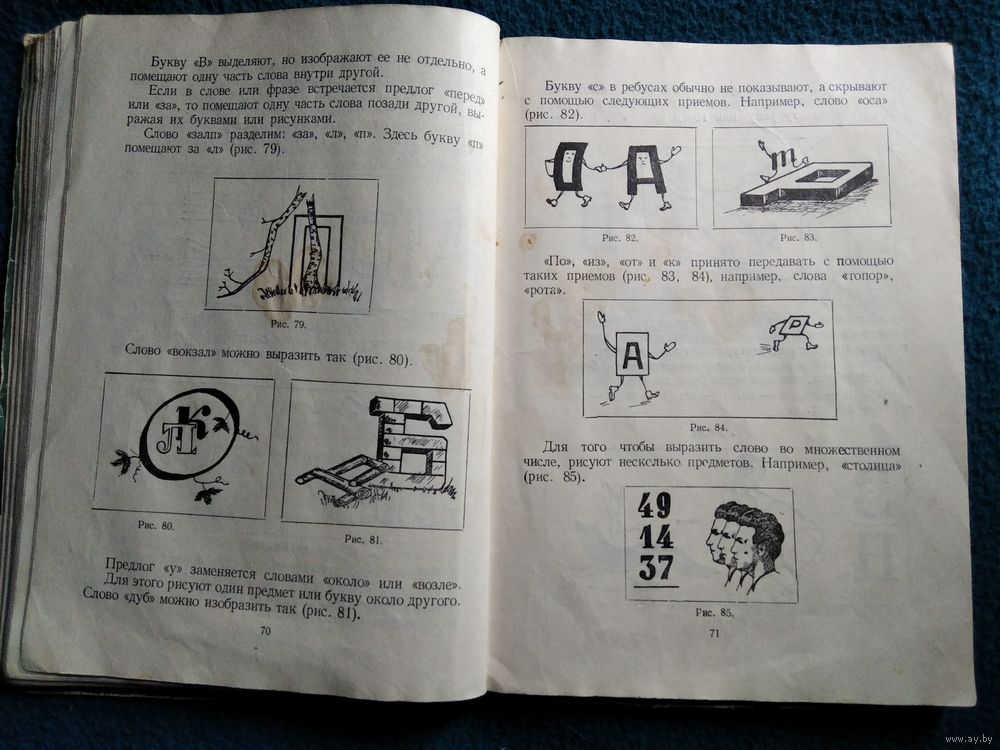 Букву «В» выделяют, но изображают ее не отдельно, а
помещают одну часть слова внутри другой.
Если в слове или фразе встречается предлог «перед»
или «за», то помещают одну часть слова позади другой, вы-
ражая их буквами или рисунками.
Слово «залп» разделим: «за», «л», «п». Здесь букву «п»
помещают за «л» (рис. 79).
Рис. 79.
Слово «вокзал» можно выразить так (рис. 80).
К
Л
Рис. 80.
Д
Б
Рис. 81.
Предлог «у» заменяется словами «около» или «возле».
Для этого рисуют один предмет или букву около другого.
Слово «дуб» можно изобразить так (рис. 81).
70
Букву «с» в ребусах обычно не показывают, а скрывают
с помощью следующих приемов. Например, слово «оса»
(рис. 82).
О А
т
Р
Рис. 82.
Рис. 83.
«По», «из», «от» и «к» принято передавать с помощью
таких приемов (рис. 83, 84), например, слова «топор»,
«рота».
А
Р
Рис. 84.
Для того чтобы выразить слово во множественном
числе, рисуют несколько предметов. Например, «столица»
(рис. 85).
49
14
37
Рис. 85.
71
www.ay.by